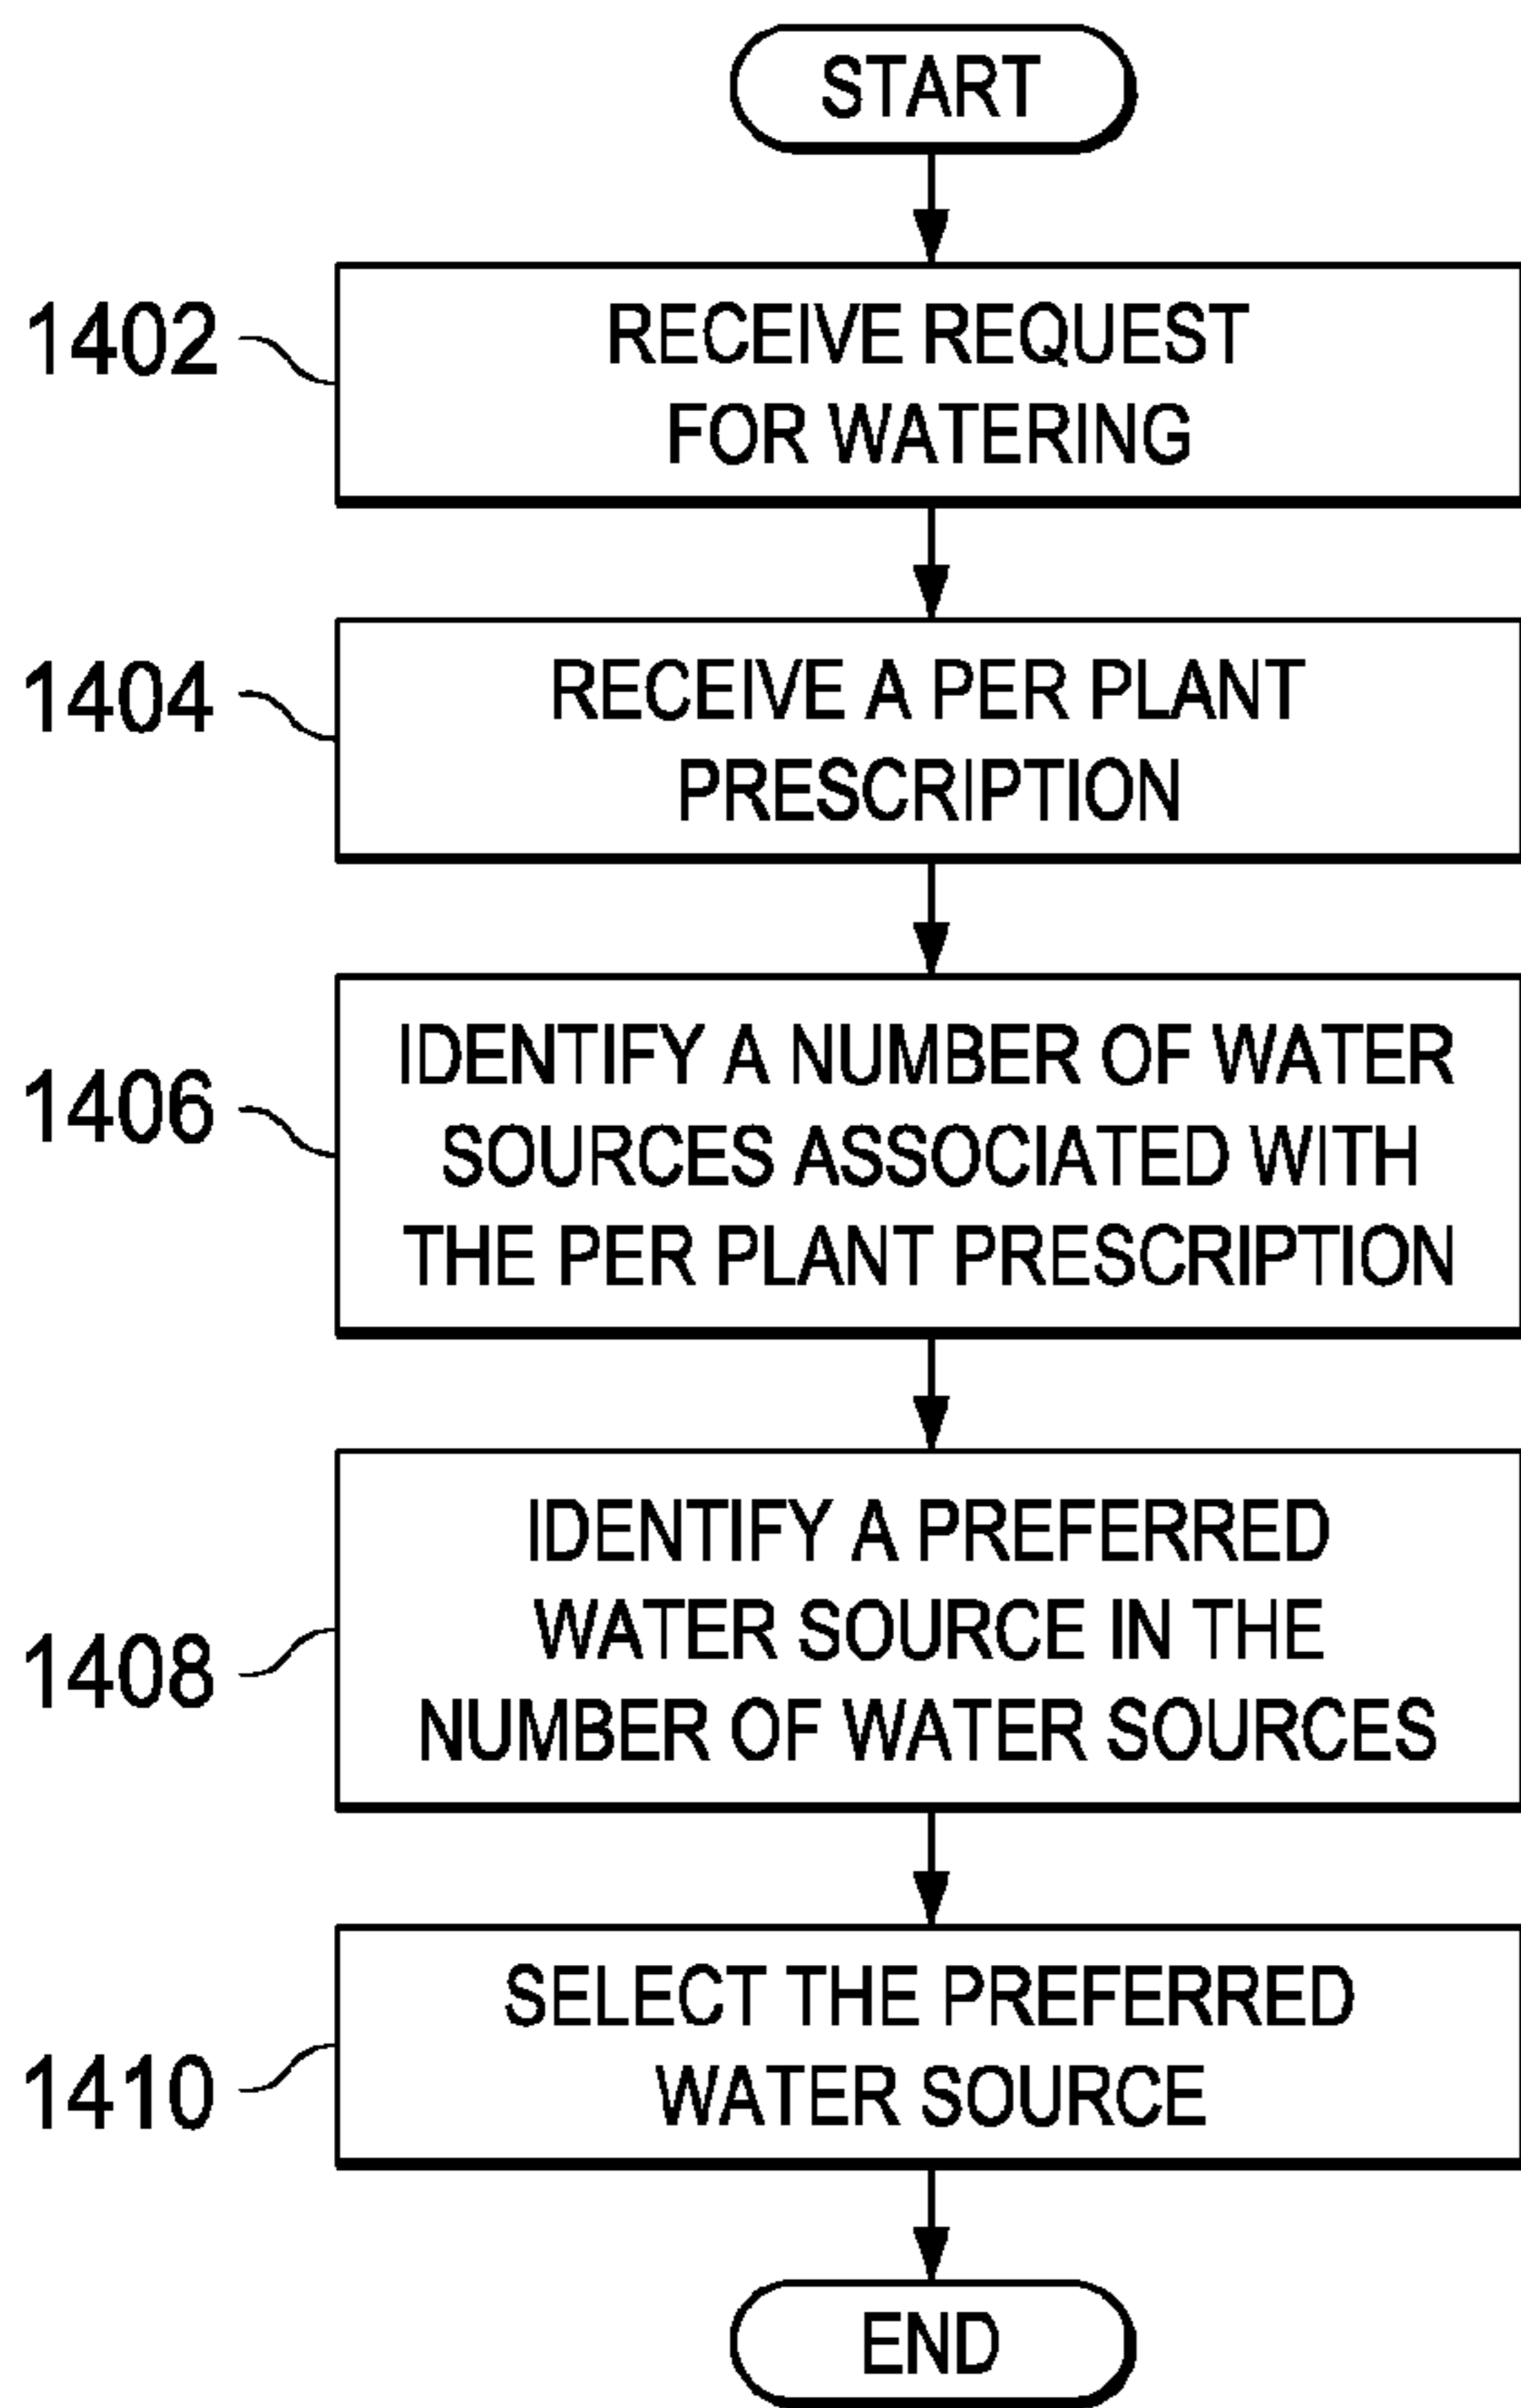 START
1402
RECEIVE REQUEST
FOR WATERING
1404
RECEIVE A PER PLANT
PRESCRIPTION
1406
IDENTIFY A NUMBER OF WATER
SOURCES ASSOCIATED WITH
THE PER PLANT PRESCRIPTION
1408
IDENTIFY A PREFERRED
WATER SOURCE IN THE
NUMBER OF WATER SOURCES
1410
SELECT THE PREFERRED
WATER SOURCE
END